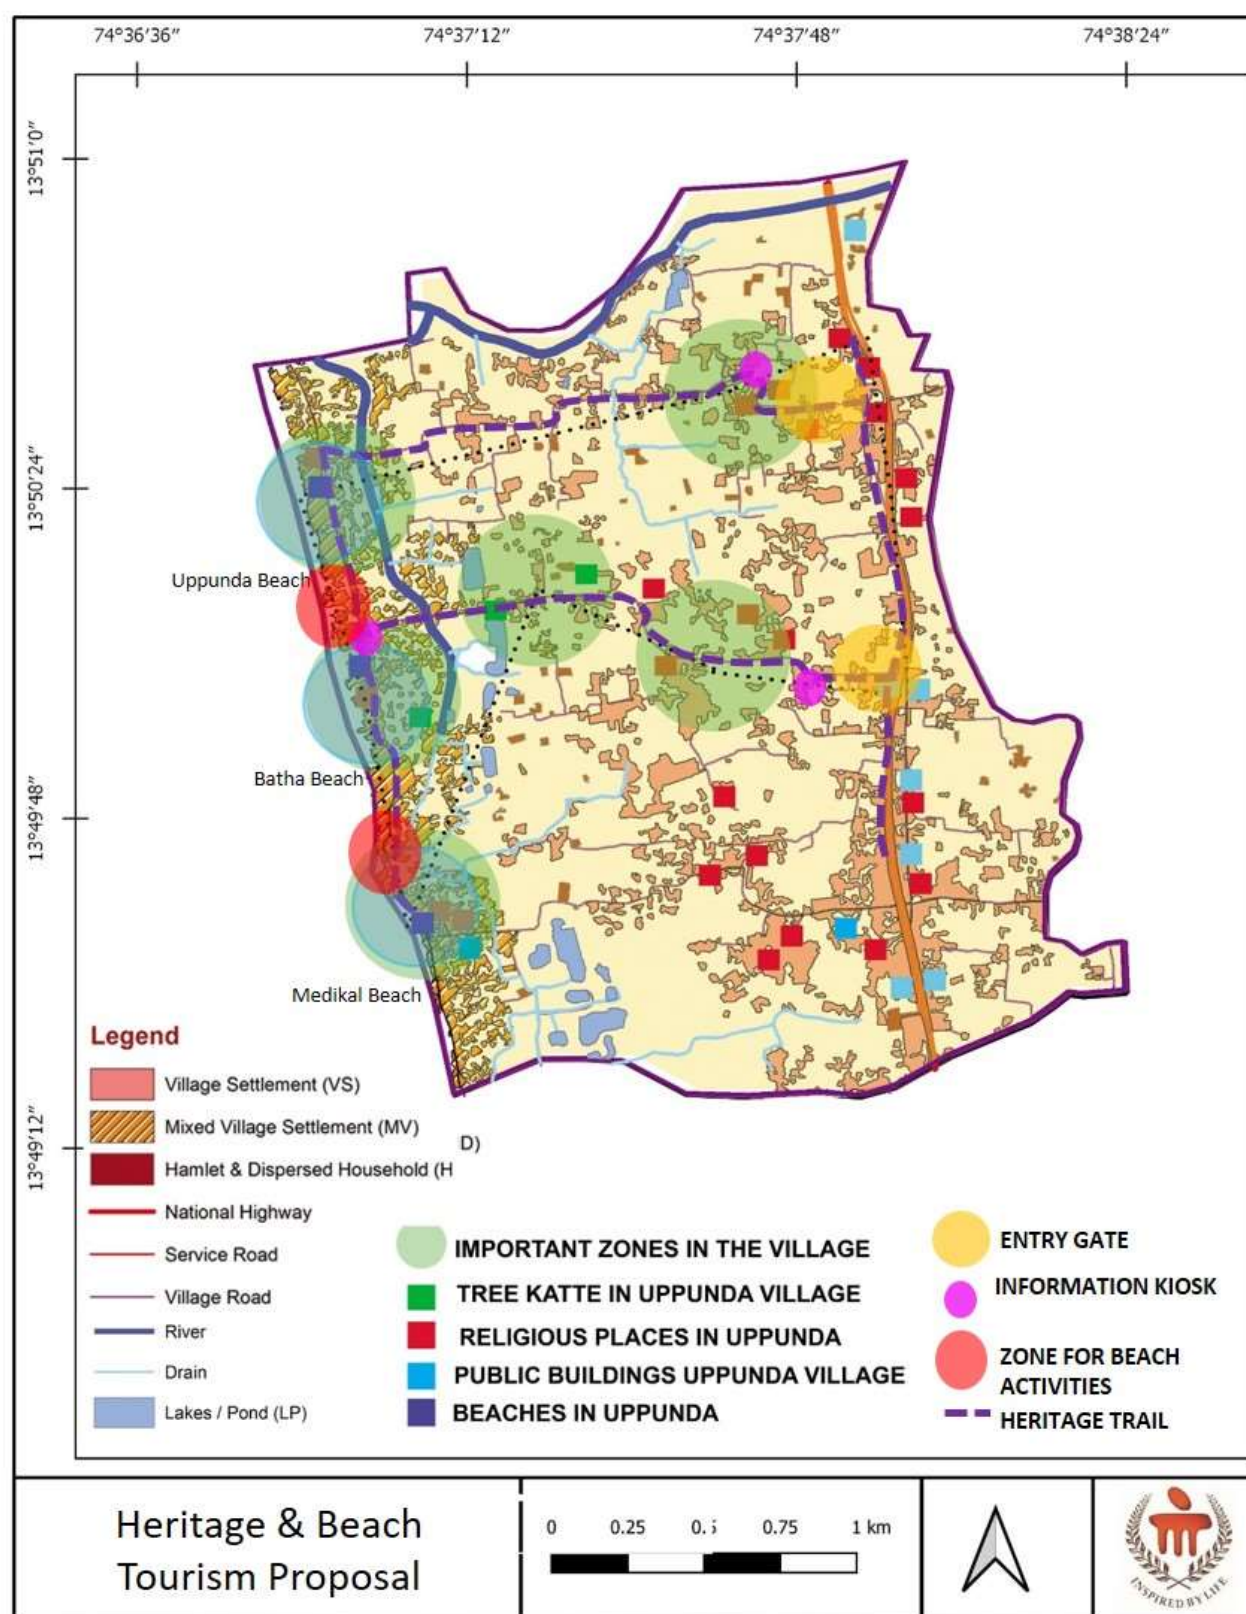 74°36′36″ 74°37′12″ 74°37′48″ 74°38′24″
13°51′0″
13°50′24″
13°49′48″
13°49′12″
Uppunda Beach
Batha Beach
Medikal Beach
Legend
Village Settlement (VS)
Mixed Village Settlement (MV)
Hamlet & Dispersed Household (H
D)
National Highway
Service Road
Village Road
River
Drain
Lakes / Pond (LP)
IMPORTANT ZONES IN THE VILLAGE
TREE KATTE IN UPPUNDA VILLAGE
RELIGIOUS PLACES IN UPPUNDA
PUBLIC BUILDINGS UPPUNDA VILLAGE
BEACHES IN UPPUNDA
ENTRY GATE
INFORMATION KIOSK
ZONE FOR BEACH
ACTIVITIES
HERITAGE TRAIL
Heritage & Beach
Tourism Proposal
0 0.25 0.75 1 km
INSPIRED BY LIFE